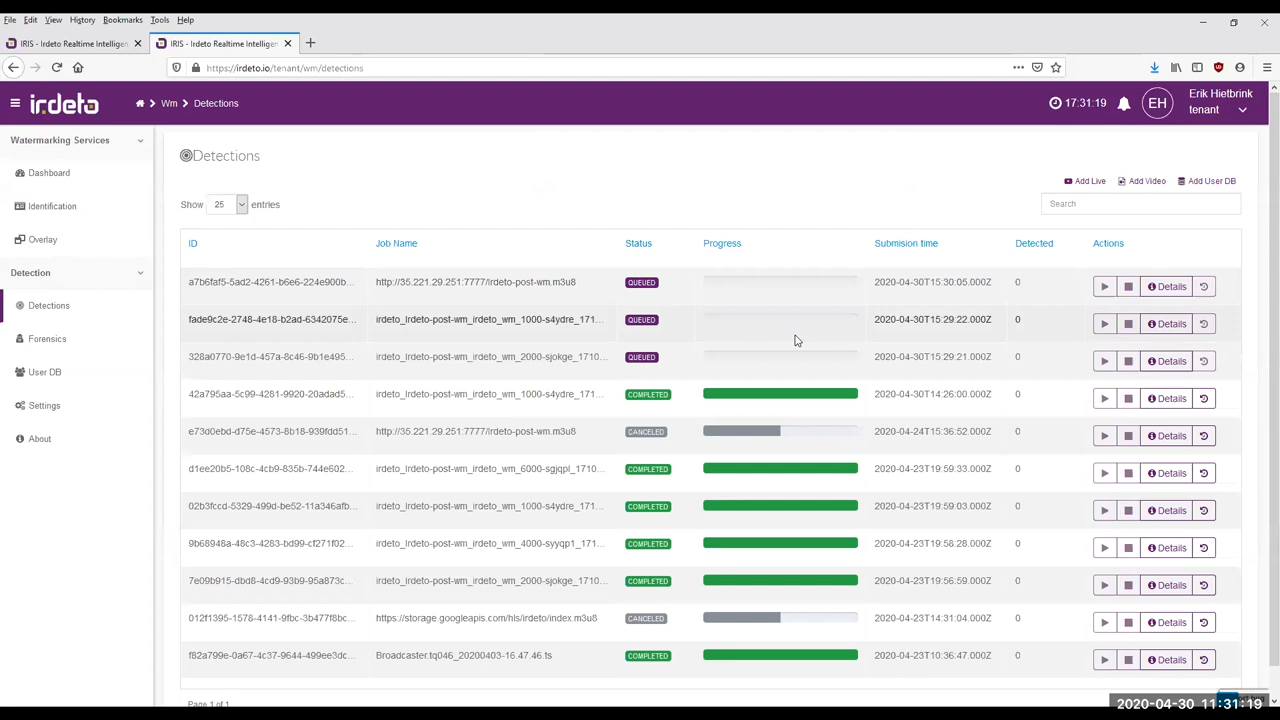 File Edit View History Bookmarks Tools Help
IRIS - Irdeto Realtime Intelligen
IRIS - Irdeto Realtime Intelligen
https://irdeto.io/tenant/wm/detections
irdeto
Wm
Detections
17:31:19
EH
Erik Hietbrink
tenant
Watermarking Services
Dashboard
Identification
Overlay
Detection
Detections
Forensics
User DB
Settings
About
Detections
Add Live Add Video Add User DB
Show 25 entries
Search
ID Job Name Status Progress Submision time Detected Actions
a7b6faf5-5ad2-4261-b6e6-224e900b... http://35.221.29.251:7777/irdeto-post-wm.m3u8 QUEUED 2020-04-30T15:30:05.000Z 0 Details
fade9c2e-2748-4e18-b2ad-6342075e... irdeto_Irdeto-post-wm_irdeto_wm_1000-s4ydre_171... QUEUED 2020-04-30T15:29:22.000Z 0 Details
328a0770-9e1d-457a-8c46-9b1e495... irdeto_Irdeto-post-wm_irdeto_wm_2000-sjokge_1710... QUEUED 2020-04-30T15:29:21.000Z 0 Details
42a795aa-5c99-4281-9920-20adad5... irdeto_Irdeto-post-wm_irdeto_wm_1000-s4ydre_171... COMPLETED 2020-04-30T14:26:00.000Z 0 Details
e73d0ebd-d75e-4573-8b18-939fdd51... http://35.221.29.251:7777/irdeto-post-wm.m3u8 CANCELED 2020-04-24T15:36:52.000Z 0 Details
d1ee20b5-108c-4cb9-835b-744e602... irdeto_Irdeto-post-wm_irdeto_wm_6000-sgjqpl_1710... COMPLETED 2020-04-23T19:59:33.000Z 0 Details
02b3fccd-5329-499d-be52-11a346afb... irdeto_Irdeto-post-wm_irdeto_wm_1000-s4ydre_171... COMPLETED 2020-04-23T19:59:03.000Z 0 Details
9b68948a-48c3-4283-bd99-cf271f02... irdeto_Irdeto-post-wm_irdeto_wm_4000-syyqp1_171... COMPLETED 2020-04-23T19:58:28.000Z 0 Details
7e09b915-dbd8-4cd9-93b9-95a873c... irdeto_Irdeto-post-wm_irdeto_wm_2000-sjokge_1710... COMPLETED 2020-04-23T19:56:59.000Z 0 Details
012f1395-1578-4141-9fbc-3b477f8bc... https://storage.googleapis.com/hls/irdeto/index.m3u8 CANCELED 2020-04-23T14:31:04.000Z 0 Details
f82a799e-0a67-4c37-9644-499ee3dc... Broadcaster.tq046_20200403-16.47.46.ts COMPLETED 2020-04-23T10:36:47.000Z 0 Details
Page 1 of 1
2020-04-30 11:31:19